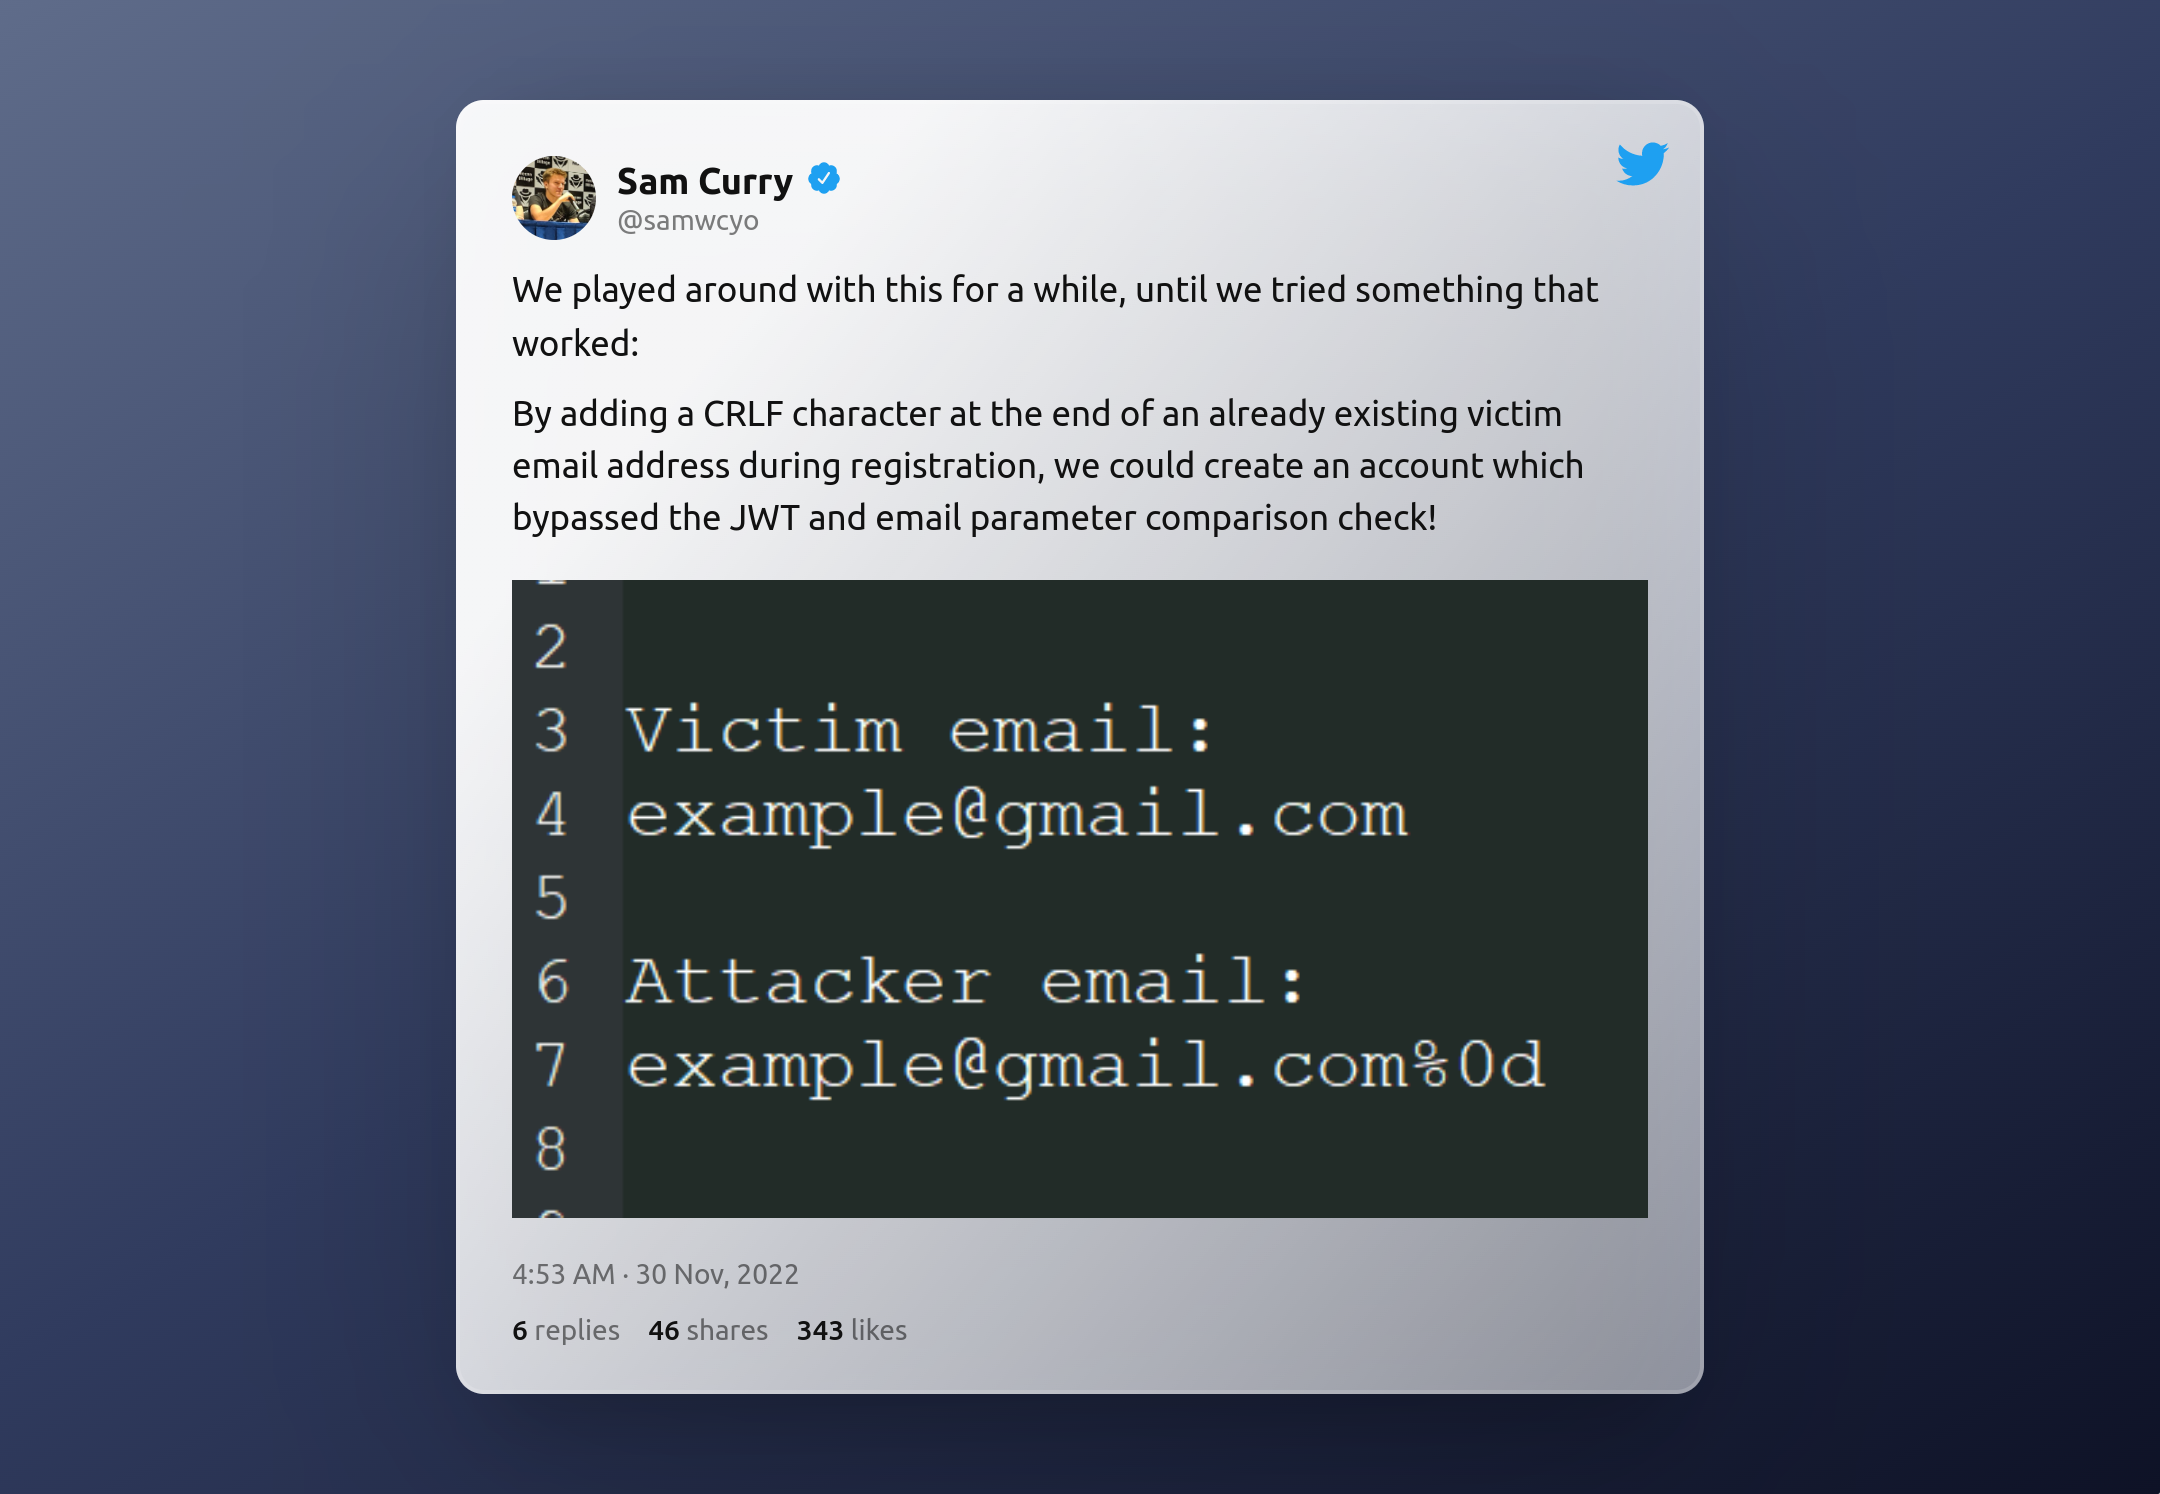 Sam Curry
@samwcyo
We played around with this for a while, until we tried something that
worked:
By adding a CRLF character at the end of an already existing victim
email address during registration, we could create an account which
bypassed the JWT and email parameter comparison check!
2
3 Victim email:
4 example@gmail.com
5
6 Attacker email:
7 example@gmail.com%0d
8
4:53 AM · 30 Nov, 2022
6 replies 46 shares 343 likes